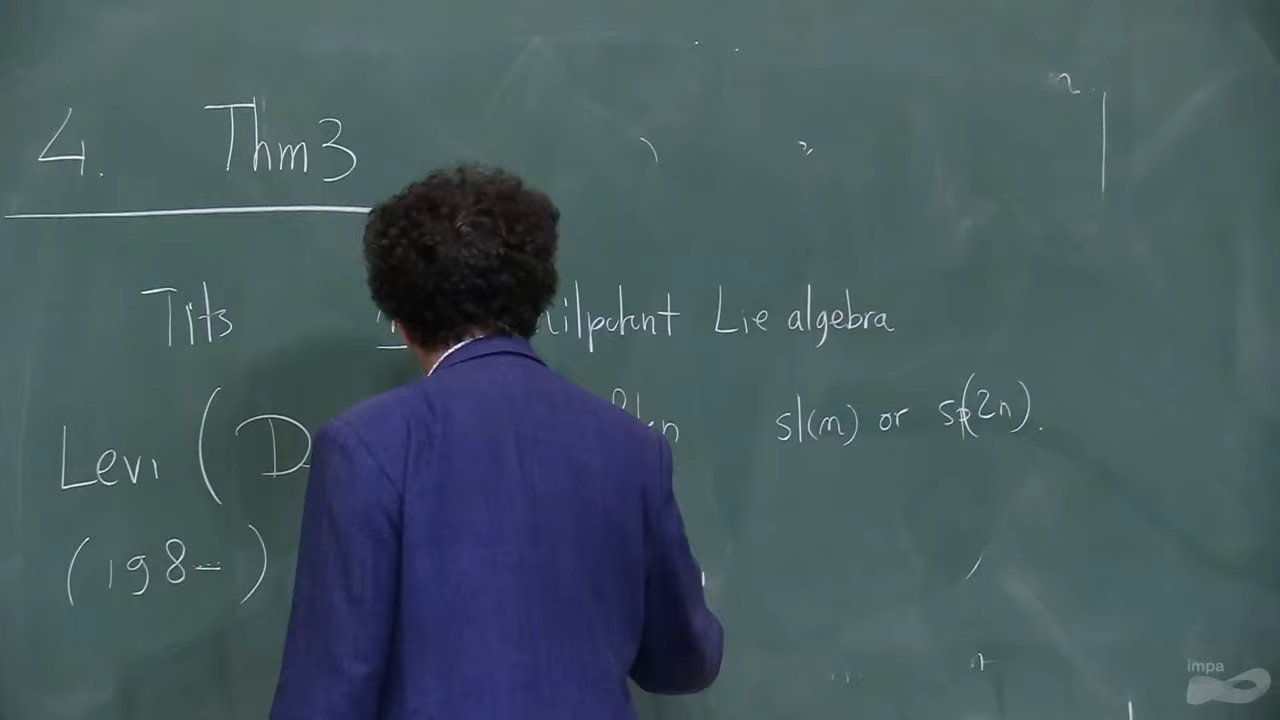 4. Thm3
Tits nilpotent Lie algebra
Levi ( D sl(n) or sp(2n).
(198--)
impa